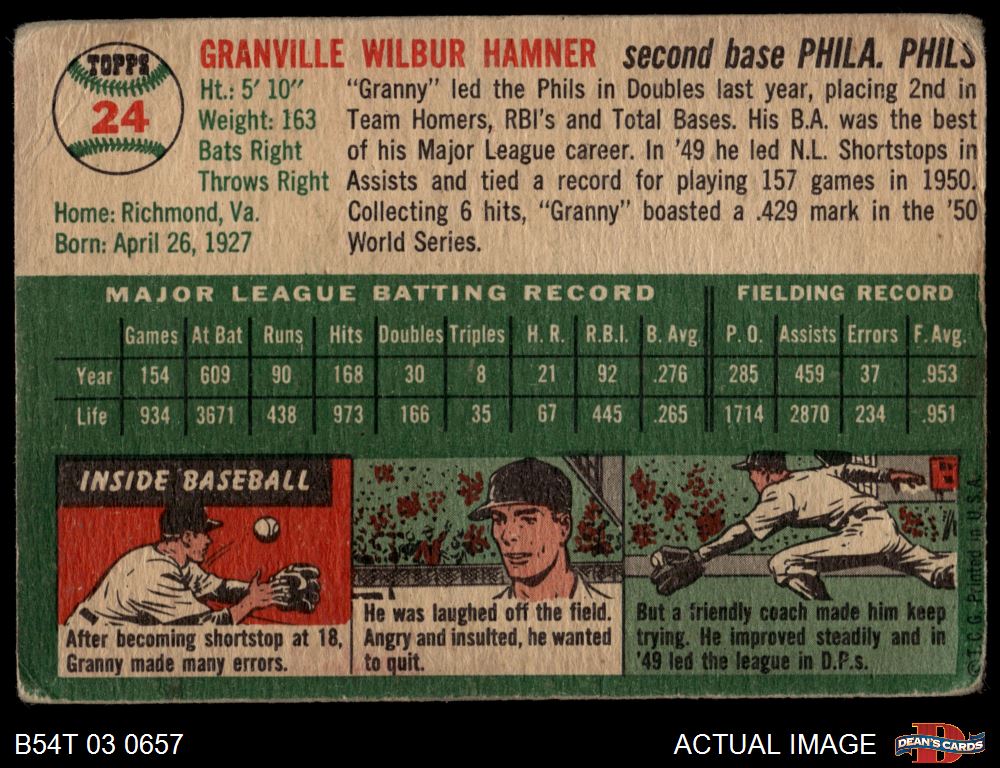 TOPPS
24
GRANVILLE WILBUR HAMNER second base PHILA. PHILS
Ht.: 5' 10"
Weight: 163
Bats Right
Throws Right
Home: Richmond, Va.
Born: April 26, 1927
"Granny" led the Phils in Doubles last year, placing 2nd in
Team Homers, RBI's and Total Bases. His B.A. was the best
of his Major League career. In '49 he led N.L. Shortstops in
Assists and tied a record for playing 157 games in 1950.
Collecting 6 hits, "Granny" boasted a .429 mark in the '50
World Series.
MAJOR LEAGUE BATTING RECORD FIELDING RECORD
Games At Bat Runs Hits Doubles Triples H. R. R.B.I. B. Avg. P. O. Assists Errors F. Avg.
Year 154 609 90 168 30 8 21 92 .276 285 459 37 .953
Life 934 3671 438 973 166 35 67 445 .265 1714 2870 234 .951
INSIDE BASEBALL
After becoming shortstop at 18,
Granny made many errors.
He was laughed off the field.
Angry and insulted, he wanted
to quit.
But a friendly coach made him keep
trying. He improved steadily and in
'49 led the league in D.P.s.
© T.C.G. Printed in U.S.A.
B54T 03 0657
ACTUAL IMAGE
DEAN'S CARDS